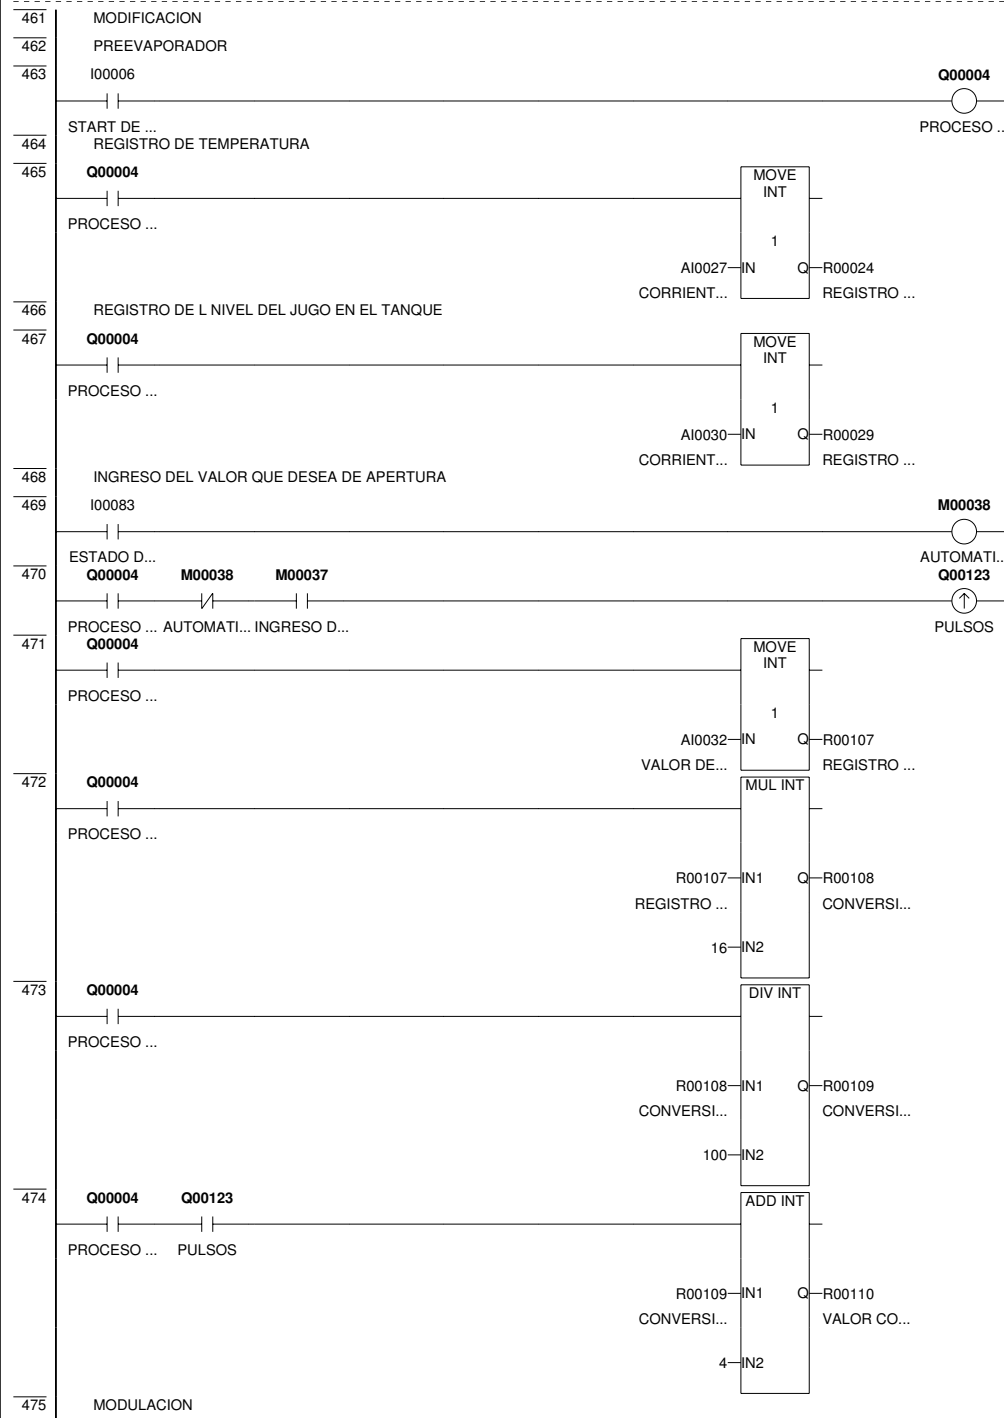 461 MODIFICACION
462 PREEVAPORADOR
463 I00006 Q00004
START DE ... PROCESO ..
464 REGISTRO DE TEMPERATURA
465 Q00004 MOVE
INT
PROCESO ...
1
AI0027 IN Q R00024
CORRIENT... REGISTRO ...
466 REGISTRO DE L NIVEL DEL JUGO EN EL TANQUE
467 Q00004 MOVE
INT
PROCESO ...
1
AI0030 IN Q R00029
CORRIENT... REGISTRO ...
468 INGRESO DEL VALOR QUE DESEA DE APERTURA
469 I00083 M00038
ESTADO D... AUTOMATI..
470 Q00004 M00038 M00037 Q00123
PROCESO ... AUTOMATI... INGRESO D... PULSOS
471 Q00004 MOVE
INT
PROCESO ...
1
AI0032 IN Q R00107
VALOR DE... REGISTRO ...
472 Q00004 MUL INT
PROCESO ...
R00107 IN1 Q R00108
REGISTRO ... CONVERSI...
16 IN2
473 Q00004 DIV INT
PROCESO ...
R00108 IN1 Q R00109
CONVERSI... CONVERSI...
100 IN2
474 Q00004 Q00123 ADD INT
PROCESO ... PULSOS
R00109 IN1 Q R00110
CONVERSI... VALOR CO...
4 IN2
475 MODULACION